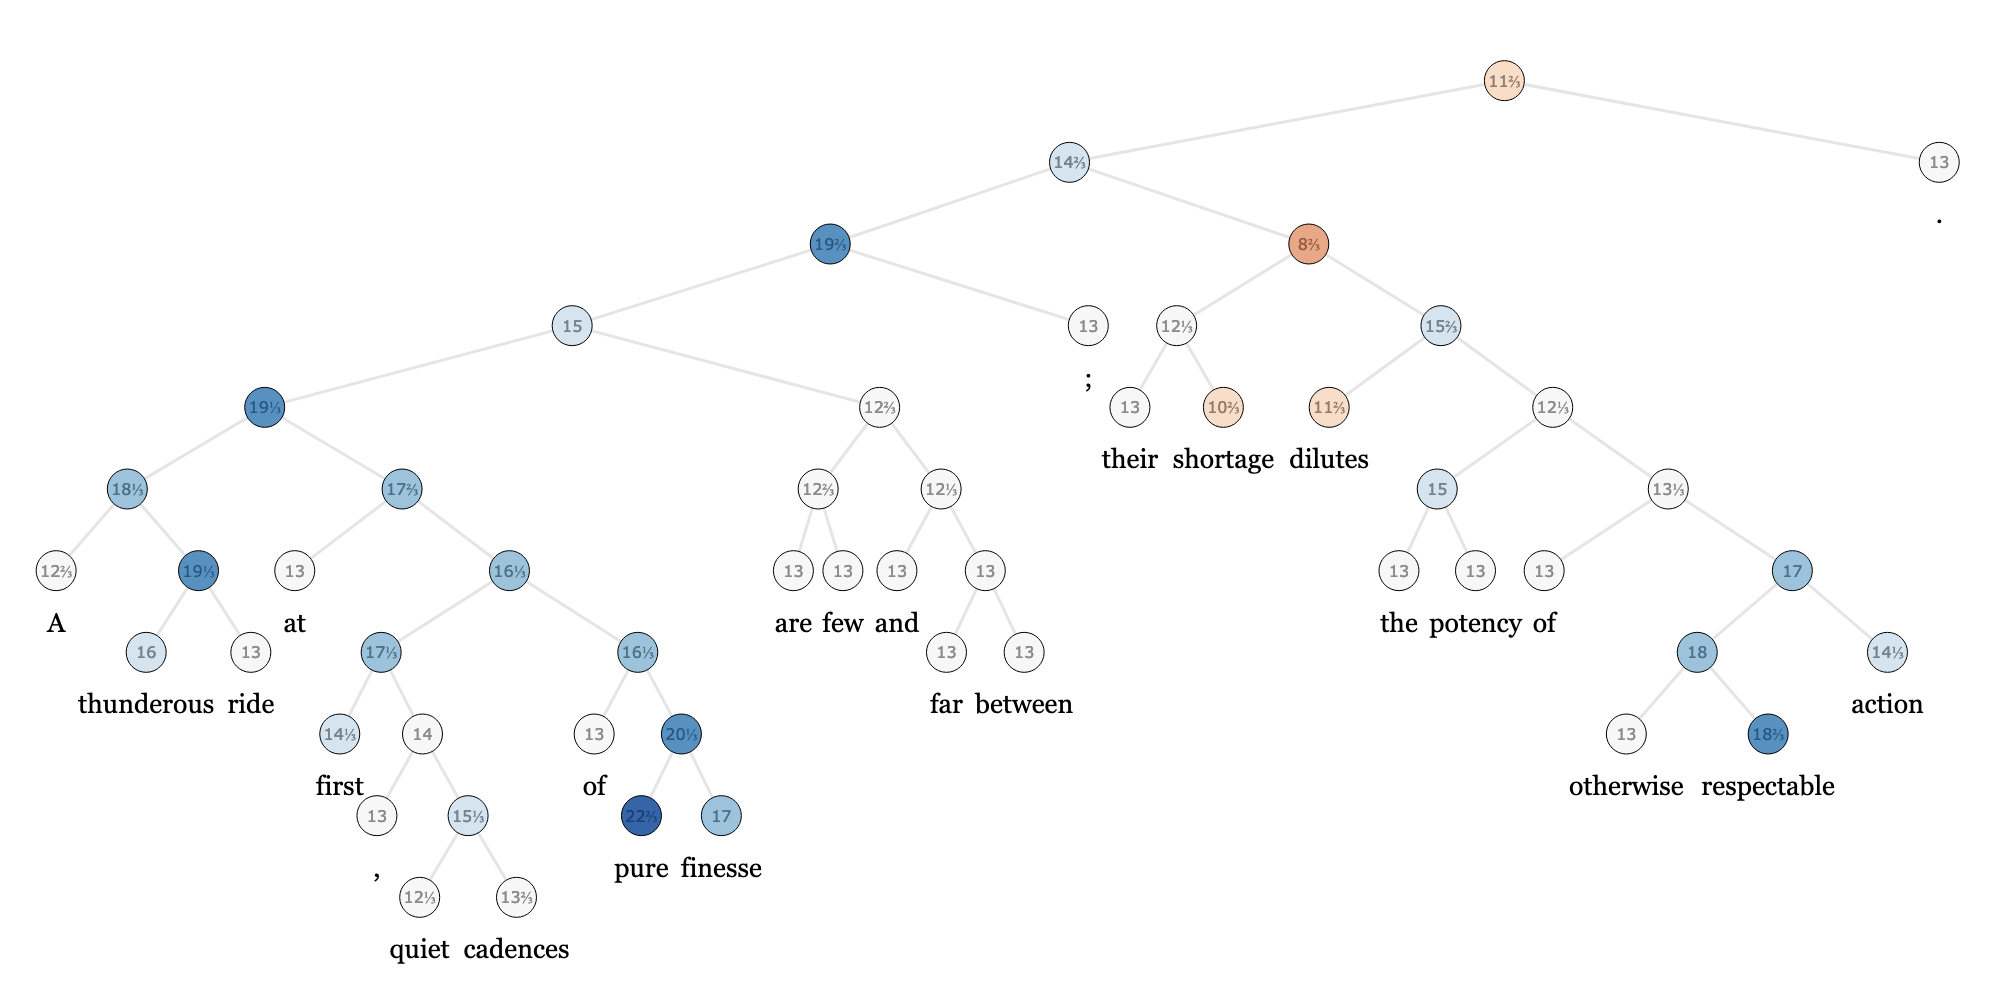 11⅔
14⅔ 13
.
19⅔ 8⅔
15 13 12⅓ 15⅔
;
19⅓ 12⅔ 13 10⅔ 11⅔ 12⅓
their shortage dilutes
18⅓ 17⅔ 12⅔ 12⅓ 15 13⅓
12⅔ 19⅓ 13 16⅓ 13 13 13 13 13 13 13 17
A at are few and the potency of
16 13 17⅓ 16⅓ 13 13 18 14⅓
thunderous ride far between action
14⅓ 14 13 20⅓ 13 18⅔
first of otherwise respectable
13 15⅓ 22⅔ 17
, pure finesse
12⅓ 13⅔
quiet cadences